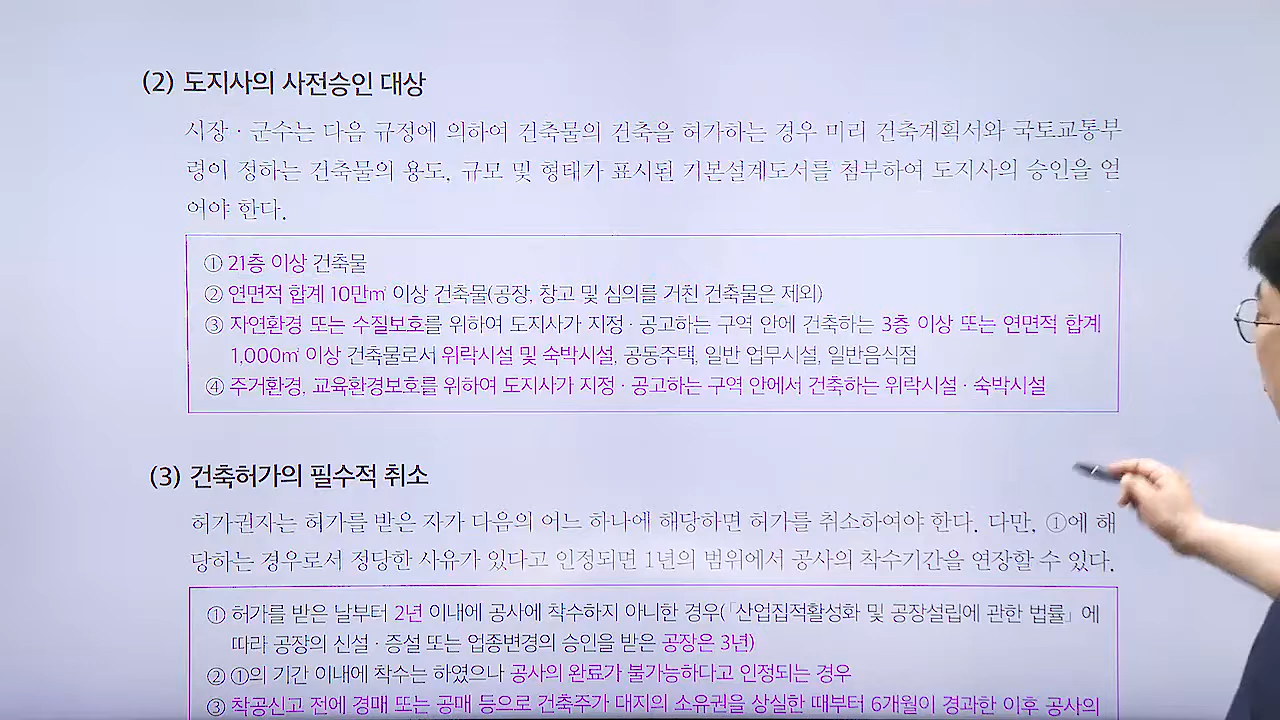 (2) 도지사의 사전승인 대상
시장 · 군수는 다음 규정에 의하여 건축물의 건축을 허가하는 경우 미리 건축계획서와 국토교통부
령이 정하는 건축물의 용도, 규모 및 형태가 표시된 기본설계도서를 첨부하여 도지사의 승인을 얻
어야 한다.
① 21층 이상 건축물
② 연면적 합계 10만㎡ 이상 건축물(공장, 창고 및 심의를 거친 건축물은 제외)
③ 자연환경 또는 수질보호를 위하여 도지사가 지정 · 공고하는 구역 안에 건축하는 3층 이상 또는 연면적 합계
1,000㎡ 이상 건축물로서 위락시설 및 숙박시설, 공동주택, 일반 업무시설, 일반음식점
④ 주거환경, 교육환경보호를 위하여 도지사가 지정 · 공고하는 구역 안에서 건축하는 위락시설 · 숙박시설
(3) 건축허가의 필수적 취소
허가권자는 허가를 받은 자가 다음의 어느 하나에 해당하면 허가를 취소하여야 한다. 다만, ①에 해
당하는 경우로서 정당한 사유가 있다고 인정되면 1년의 범위에서 공사의 착수기간을 연장할 수 있다.
① 허가를 받은 날부터 2년 이내에 공사에 착수하지 아니한 경우(「산업집적활성화 및 공장설립에 관한 법률」에
따라 공장의 신설 · 증설 또는 업종변경의 승인을 받은 공장은 3년)
② ①의 기간 이내에 착수는 하였으나 공사의 완료가 불가능하다고 인정되는 경우
③ 착공신고 전에 경매 또는 공매 등으로 건축주가 대지의 소유권을 상실한 때부터 6개월이 경과한 이후 공사의